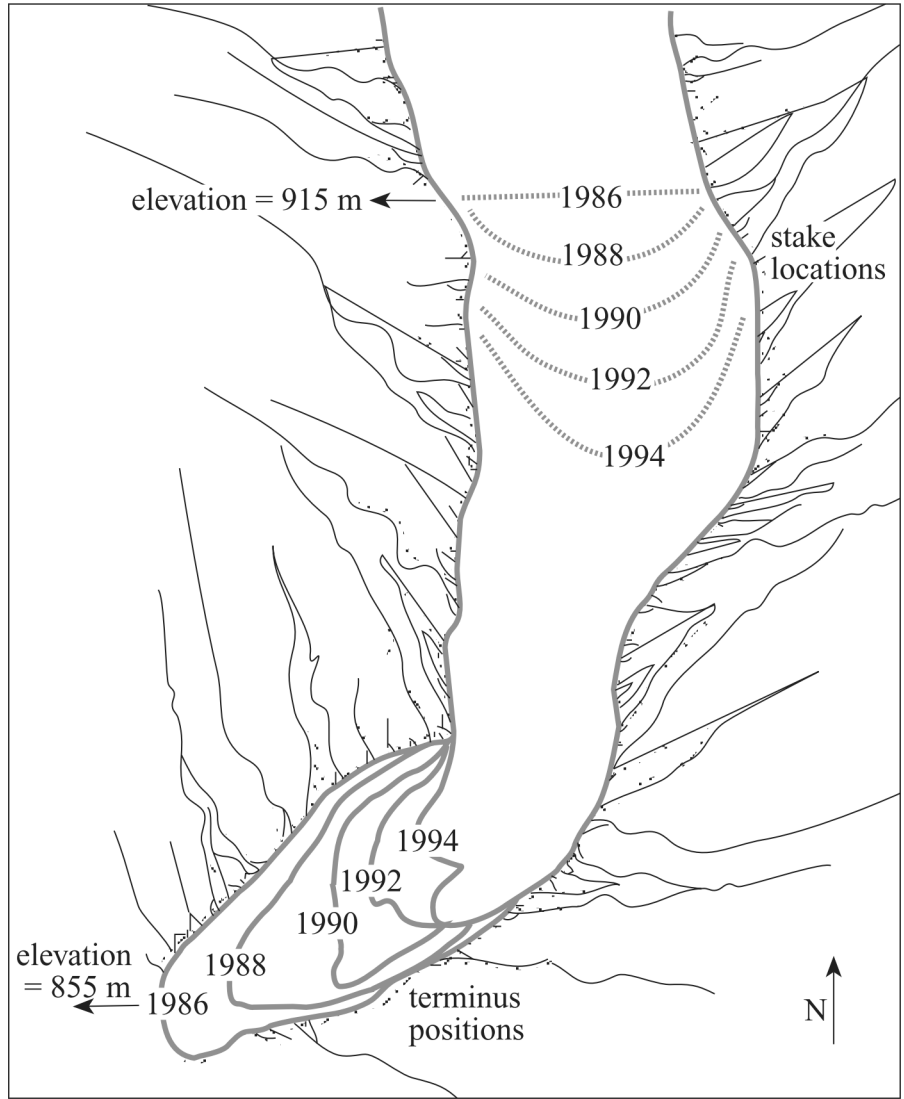 elevation = 915 m
1986
1988
stake
locations
1990
1992
1994
1994
1992
1990
elevation
= 855 m
1988
1986
terminus
positions
N